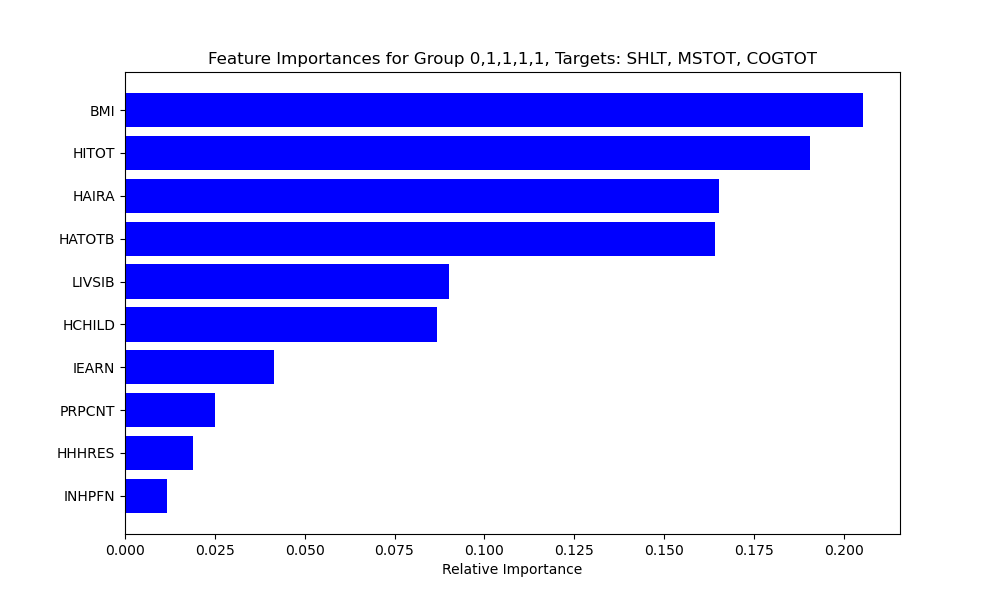 Feature Importances for Group 0,1,1,1,1, Targets: SHLT, MSTOT, COGTOT
BMI
HITOT
HAIRA
HATOTB
LIVSIB
HCHILD
IEARN
PRPCNT
HHHRES
INHPFN
0.000 0.025 0.050 0.075 0.100 0.125 0.150 0.175 0.200
Relative Importance